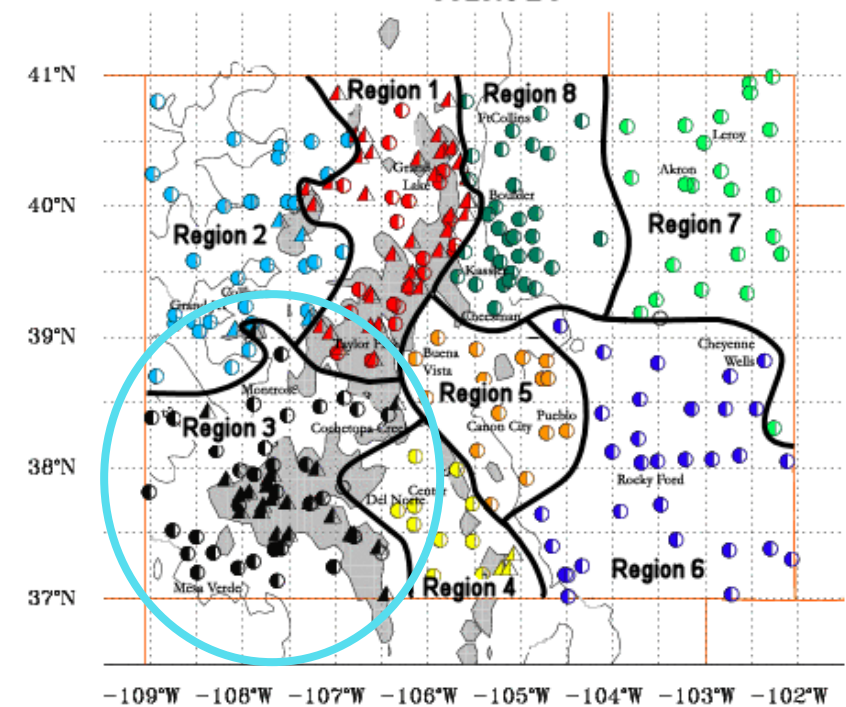 41°N
Region 1
Region 8
FtCollins
Leroy
Grand
Lake
Akron
40°N
Boulder
Region 2
Region 7
Kassler
39°N
Cheesman
Buena
Vista
Cheyenne
Wells
Montrose
Region 5
Region 3
Cochetopa Creek
Canon City
Pueblo
38°N
Rocky Ford
Del Norte
Center
Mesa Verde
Region 4
Region 6
37°N
-109°W -108°W -107°W -106°W -105°W -104°W -103°W -102°W